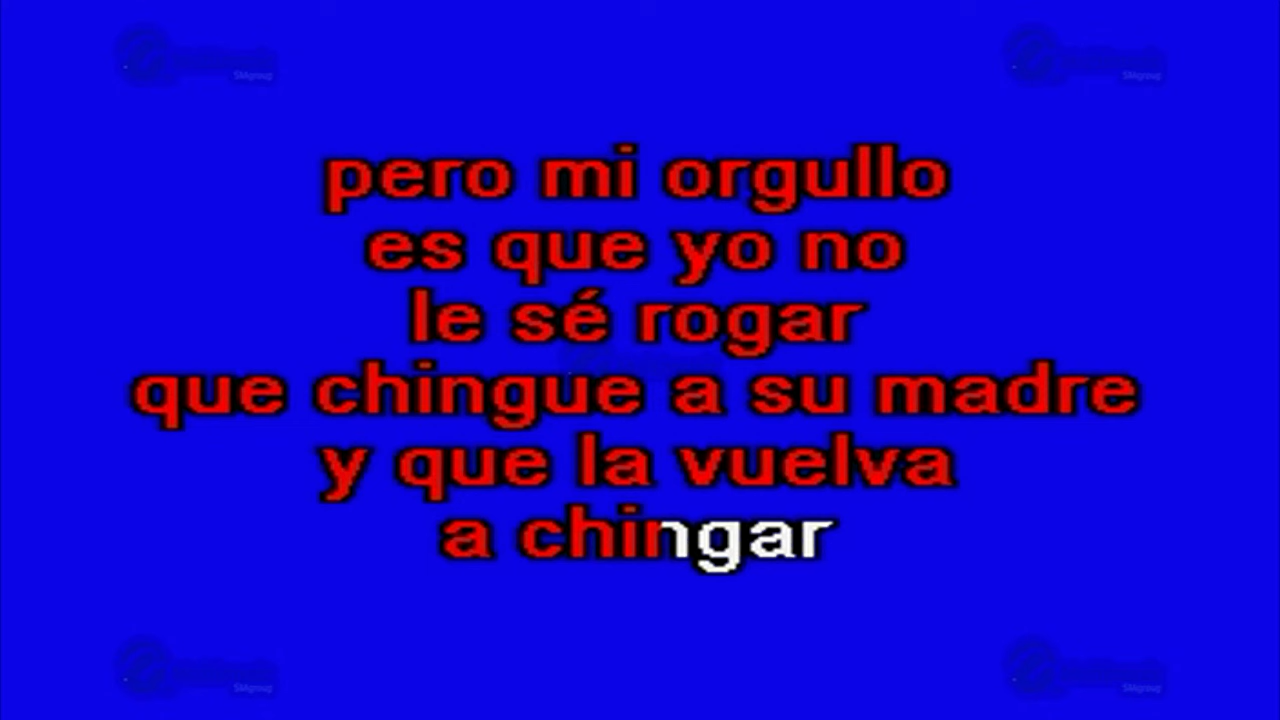 pero mi orgullo
es que yo no
le sé rogar
que chingue a su madre
y que la vuelva
a chingar